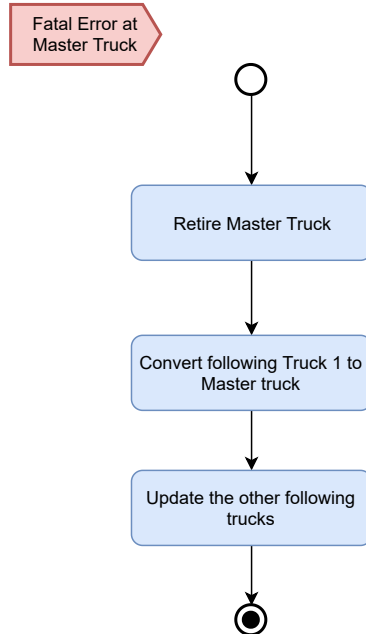 Fatal Error at
Master Truck
Retire Master Truck
Convert following Truck 1 to
Master truck
Update the other following
trucks